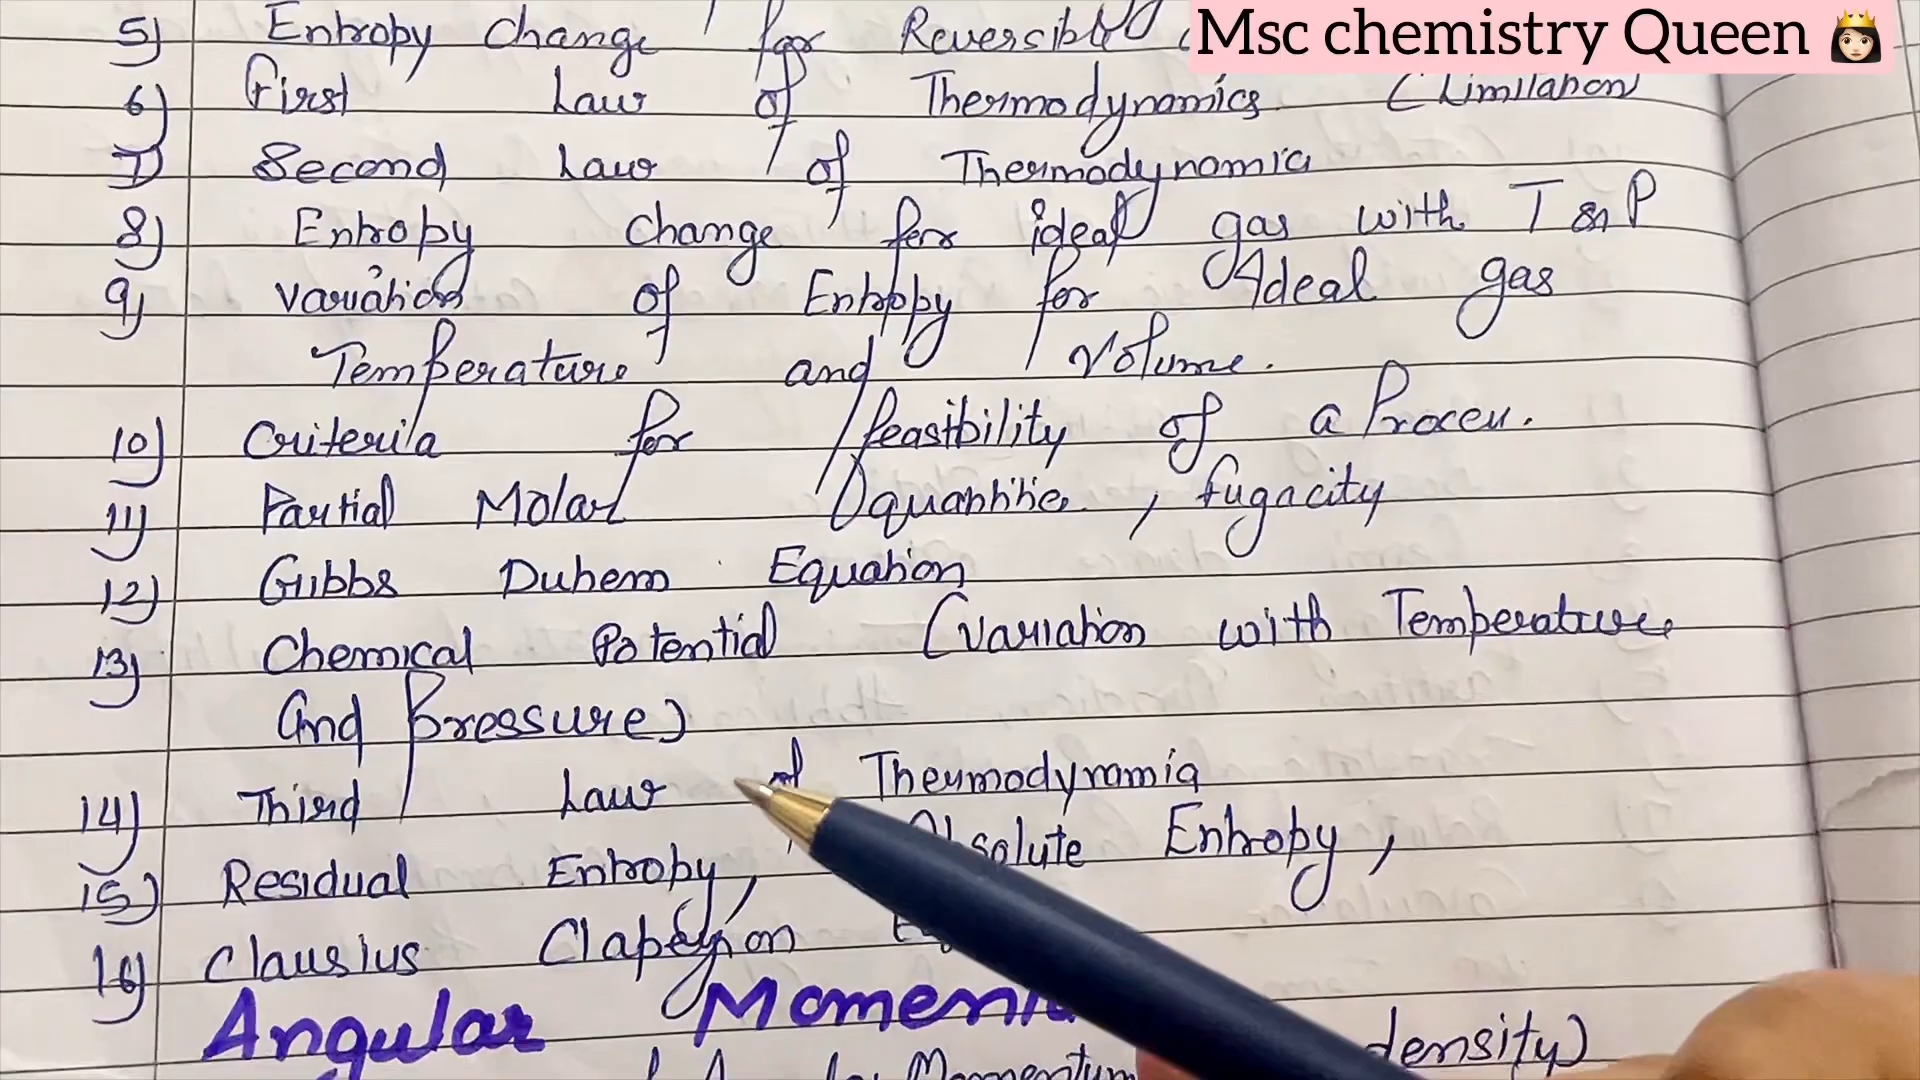 Msc chemistry Queen 👸🏻
5) Entropy change for Reversible
6) First Law of Thermodynamics (Limitation)
7) Second Law of Thermodynamics
8) Entropy change for ideal gas with T & P
9) Variation of Entropy for Ideal gas
Temperature and Volume.
10) Criteria for feasibility of a Process.
11) Partial Molar Quantities, fugacity
12) Gibbs Duhem Equation
13) Chemical Potential (Variation with Temperature
And Pressure)
14) Third Law of Thermodynamics
15) Residual Entropy, Absolute Entropy,
16) Clausius Clapeyron
Angular
density)
Momentum